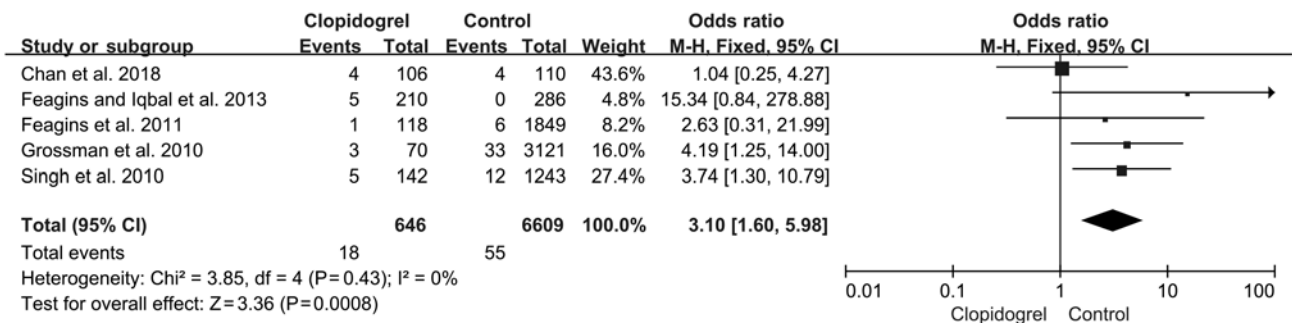 Clopidogrel Control Odds ratio Odds ratio
Study or subgroup Events Total Events Total Weight M-H, Fixed, 95% CI M-H, Fixed, 95% CI
Chan et al. 2018 4 106 4 110 43.6% 1.04 [0.25, 4.27]
Feagins and Iqbal et al. 2013 5 210 0 286 4.8% 15.34 [0.84, 278.88]
Feagins et al. 2011 1 118 6 1849 8.2% 2.63 [0.31, 21.99]
Grossman et al. 2010 3 70 33 3121 16.0% 4.19 [1.25, 14.00]
Singh et al. 2010 5 142 12 1243 27.4% 3.74 [1.30, 10.79]
Total (95% CI) 646 6609 100.0% 3.10 [1.60, 5.98]
Total events 18 55
Heterogeneity: Chi² = 3.85, df = 4 (P=0.43); I² = 0%
Test for overall effect: Z=3.36 (P=0.0008)
0.01 0.1 1 10 100
Clopidogrel Control